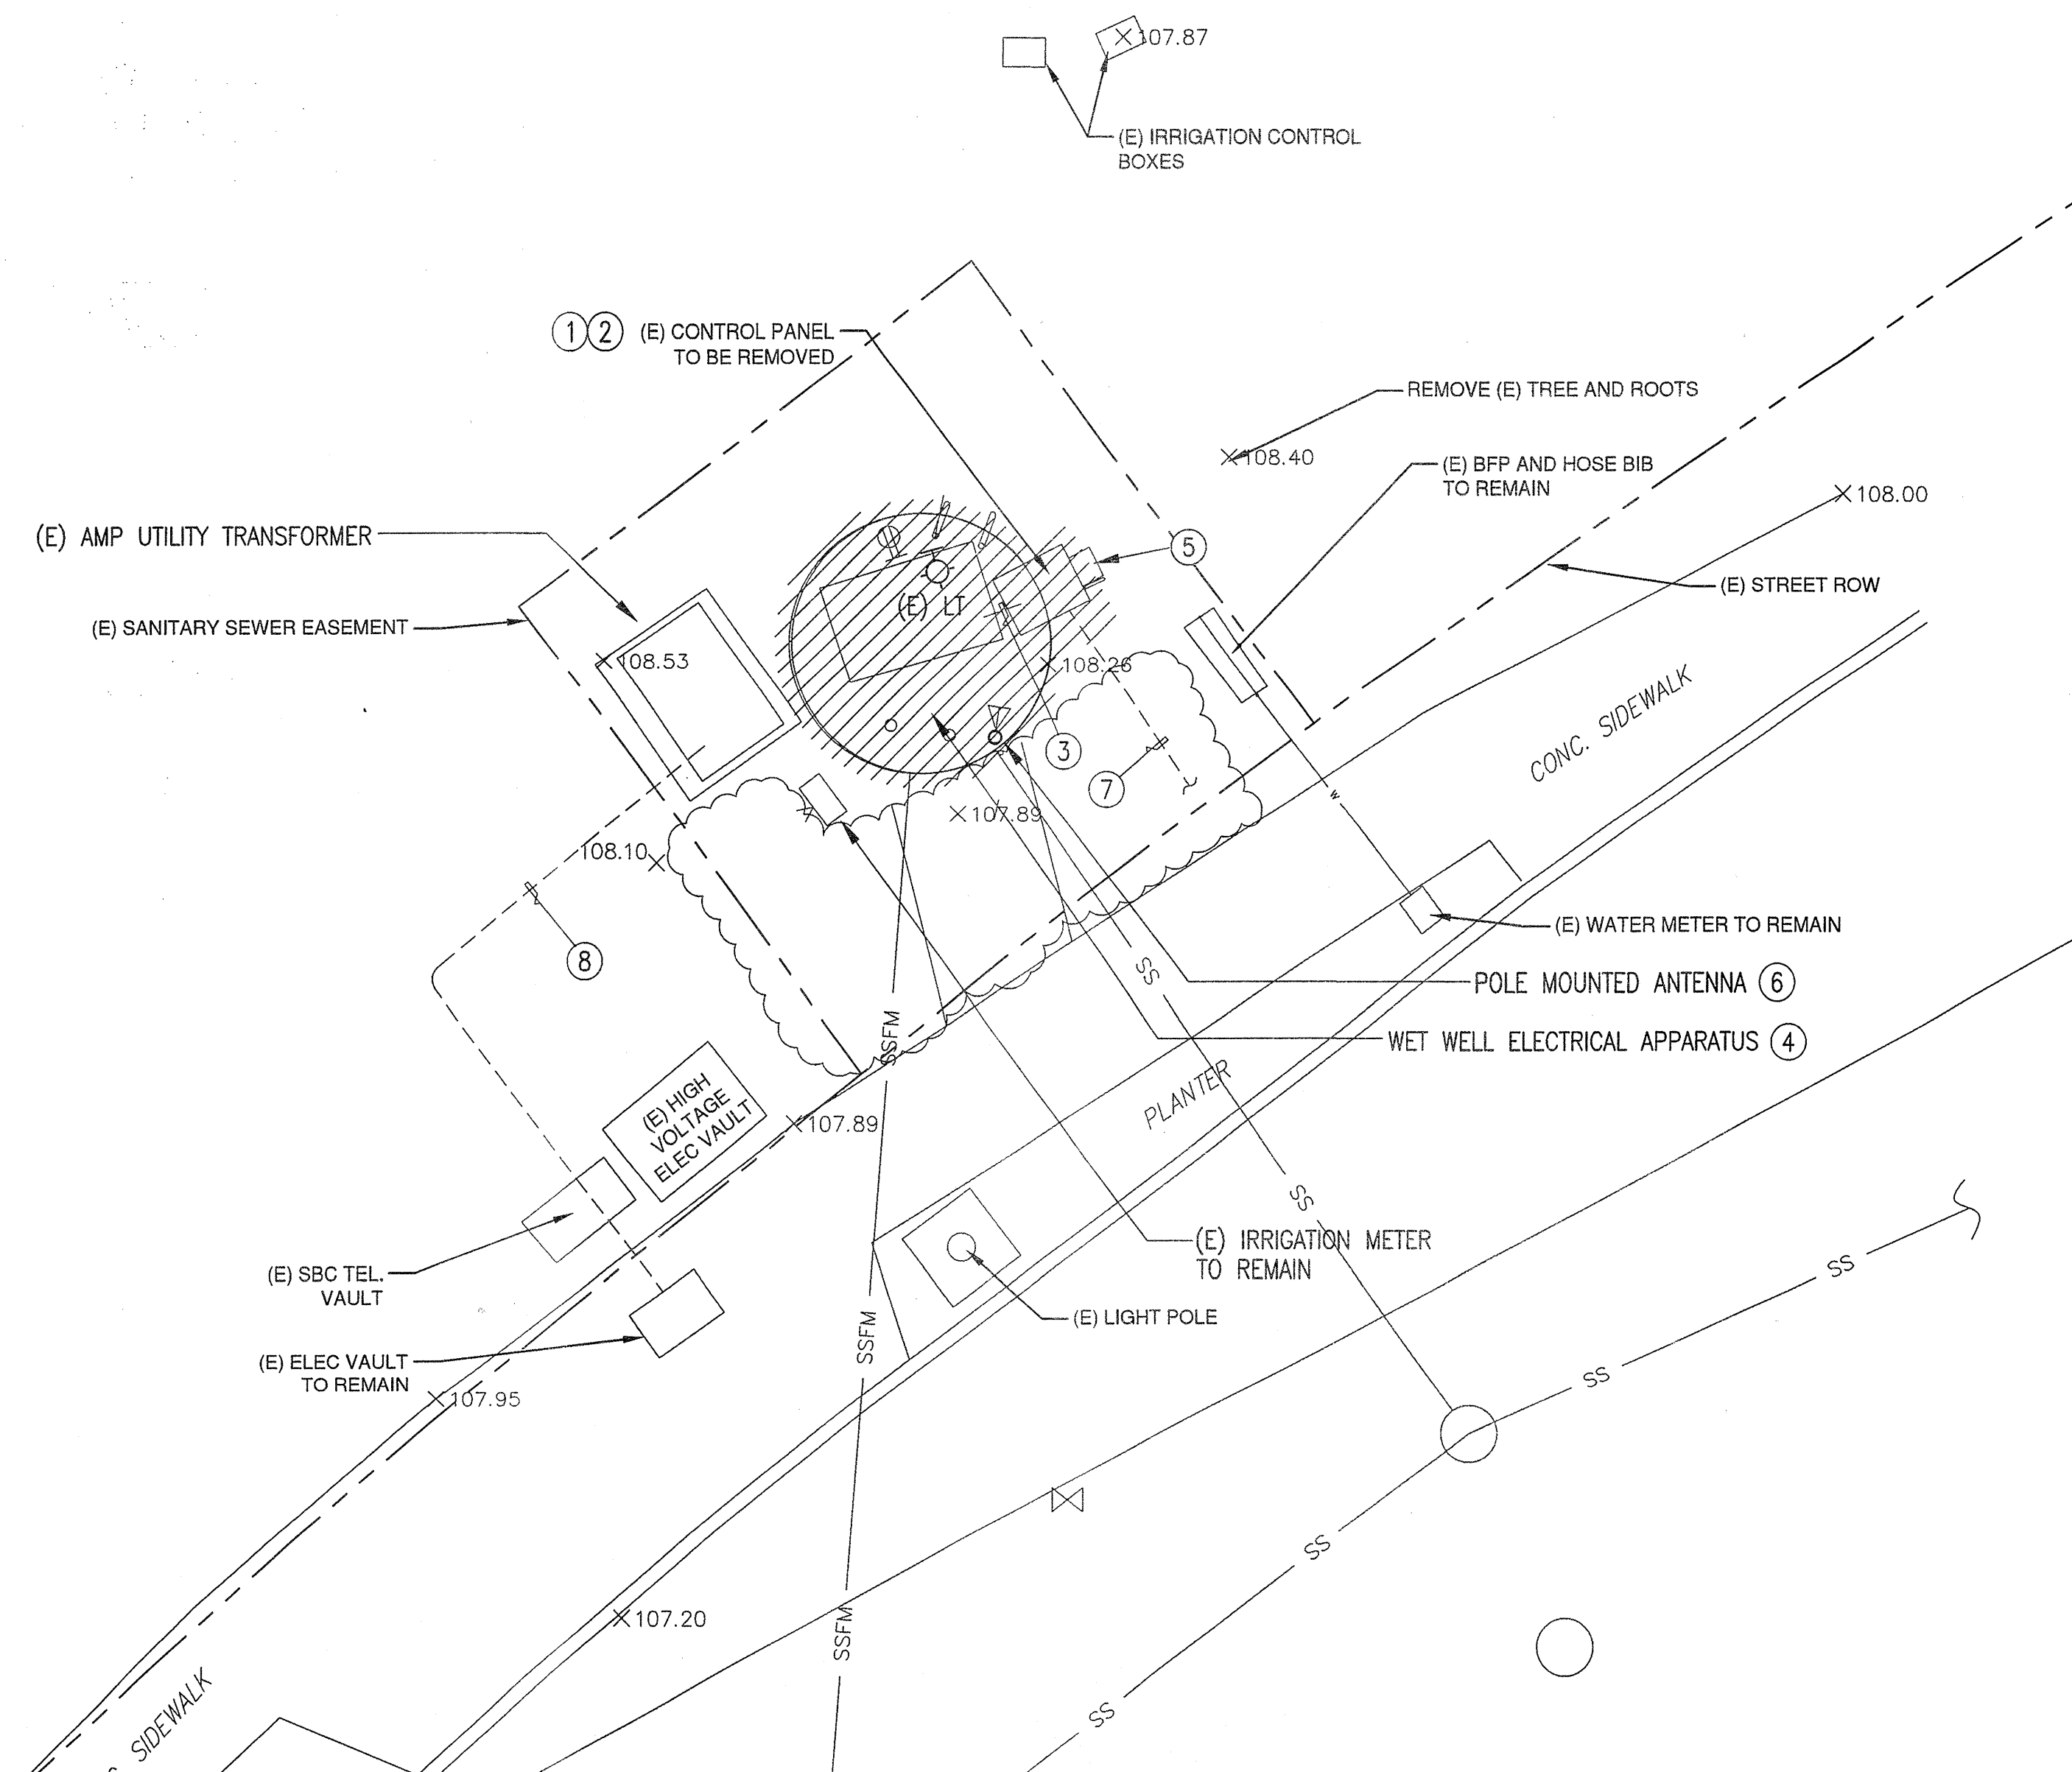 107.87
(E) IRRIGATION CONTROL
BOXES
1 2 (E) CONTROL PANEL
TO BE REMOVED
REMOVE (E) TREE AND ROOTS
108.40
(E) BFP AND HOSE BIB
TO REMAIN
108.00
(E) AMP UTILITY TRANSFORMER
5
(E) STREET ROW
(E) LT
(E) SANITARY SEWER EASEMENT
108.53
108.26
CONC. SIDEWALK
3
7
W
107.89
108.10
(E) WATER METER TO REMAIN
8
SS
POLE MOUNTED ANTENNA 6
SSFM
WET WELL ELECTRICAL APPARATUS 4
PLANTER
(E) HIGH
VOLTAGE
ELEC VAULT
107.89
SS
(E) IRRIGATION METER
TO REMAIN
SS
(E) SBC TEL.
VAULT
(E) LIGHT POLE
SSFM
(E) ELEC VAULT
TO REMAIN
SS
107.95
SS
107.20
SSFM
SIDEWALK
SS